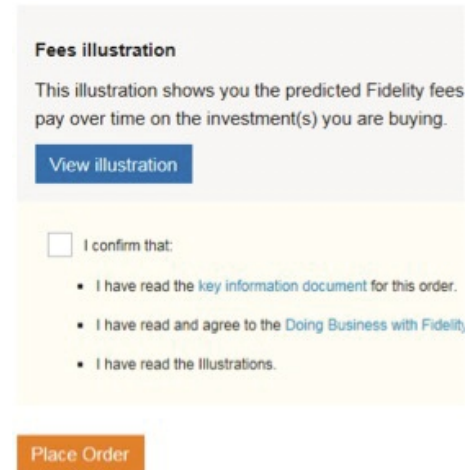 Fees illustration
This illustration shows you the predicted Fidelity fees
pay over time on the investment(s) you are buying.
View illustration
I confirm that:
• I have read the key information document for this order.
• I have read and agree to the Doing Business with Fidelity
• I have read the Illustrations.
Place Order